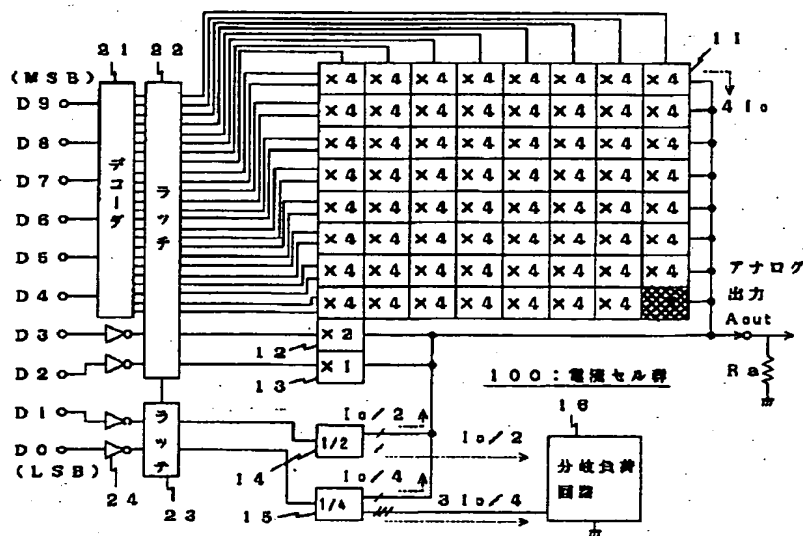 21 22
(MSB)
11
D9
×4 ×4 ×4 ×4 ×4 ×4 ×4 ×4
4Io
×4 ×4 ×4 ×4 ×4 ×4 ×4 ×4
D8
×4 ×4 ×4 ×4 ×4 ×4 ×4 ×4
D7
デコーダ
ラッチ
×4 ×4 ×4 ×4 ×4 ×4 ×4 ×4
D6
×4 ×4 ×4 ×4 ×4 ×4 ×4 ×4
D5
×4 ×4 ×4 ×4 ×4 ×4 ×4 ×4
D4
×4 ×4 ×4 ×4 ×4 ×4 ×4 ×4
アナログ
出力
×4 ×4 ×4 ×4 ×4 ×4 ×4
Aout
D3
×2
12
D2
×1
13
100:電流セル群
Ra
D1
ラッチ
Io/2
16
1/2
Io/2
D0
14
分岐負荷
回路
(LSB)
24
Io/4
1/4
3Io/4
23
15